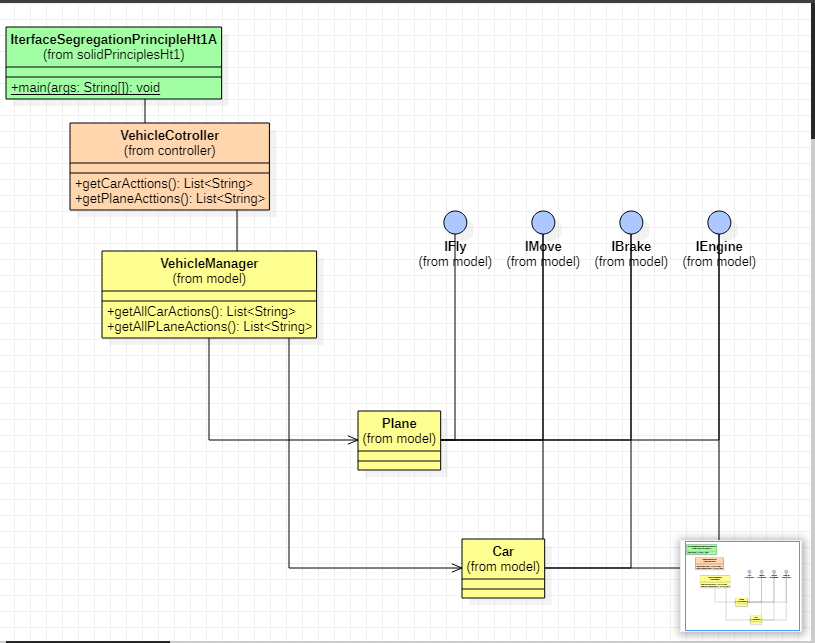 IterfaceSegregationPrincipleHt1A
(from solidPrinciplesHt1)
+main(args: String[]): void
VehicleCotroller
(from controller)
+getCarActtions(): List<String>
+getPlaneActtions(): List<String>
VehicleManager
(from model)
+getAllCarActions(): List<String>
+getAllPLaneActions(): List<String>
IFly
(from model)
IMove
(from model)
IBrake
(from model)
IEngine
(from model)
Plane
(from model)
Car
(from model)